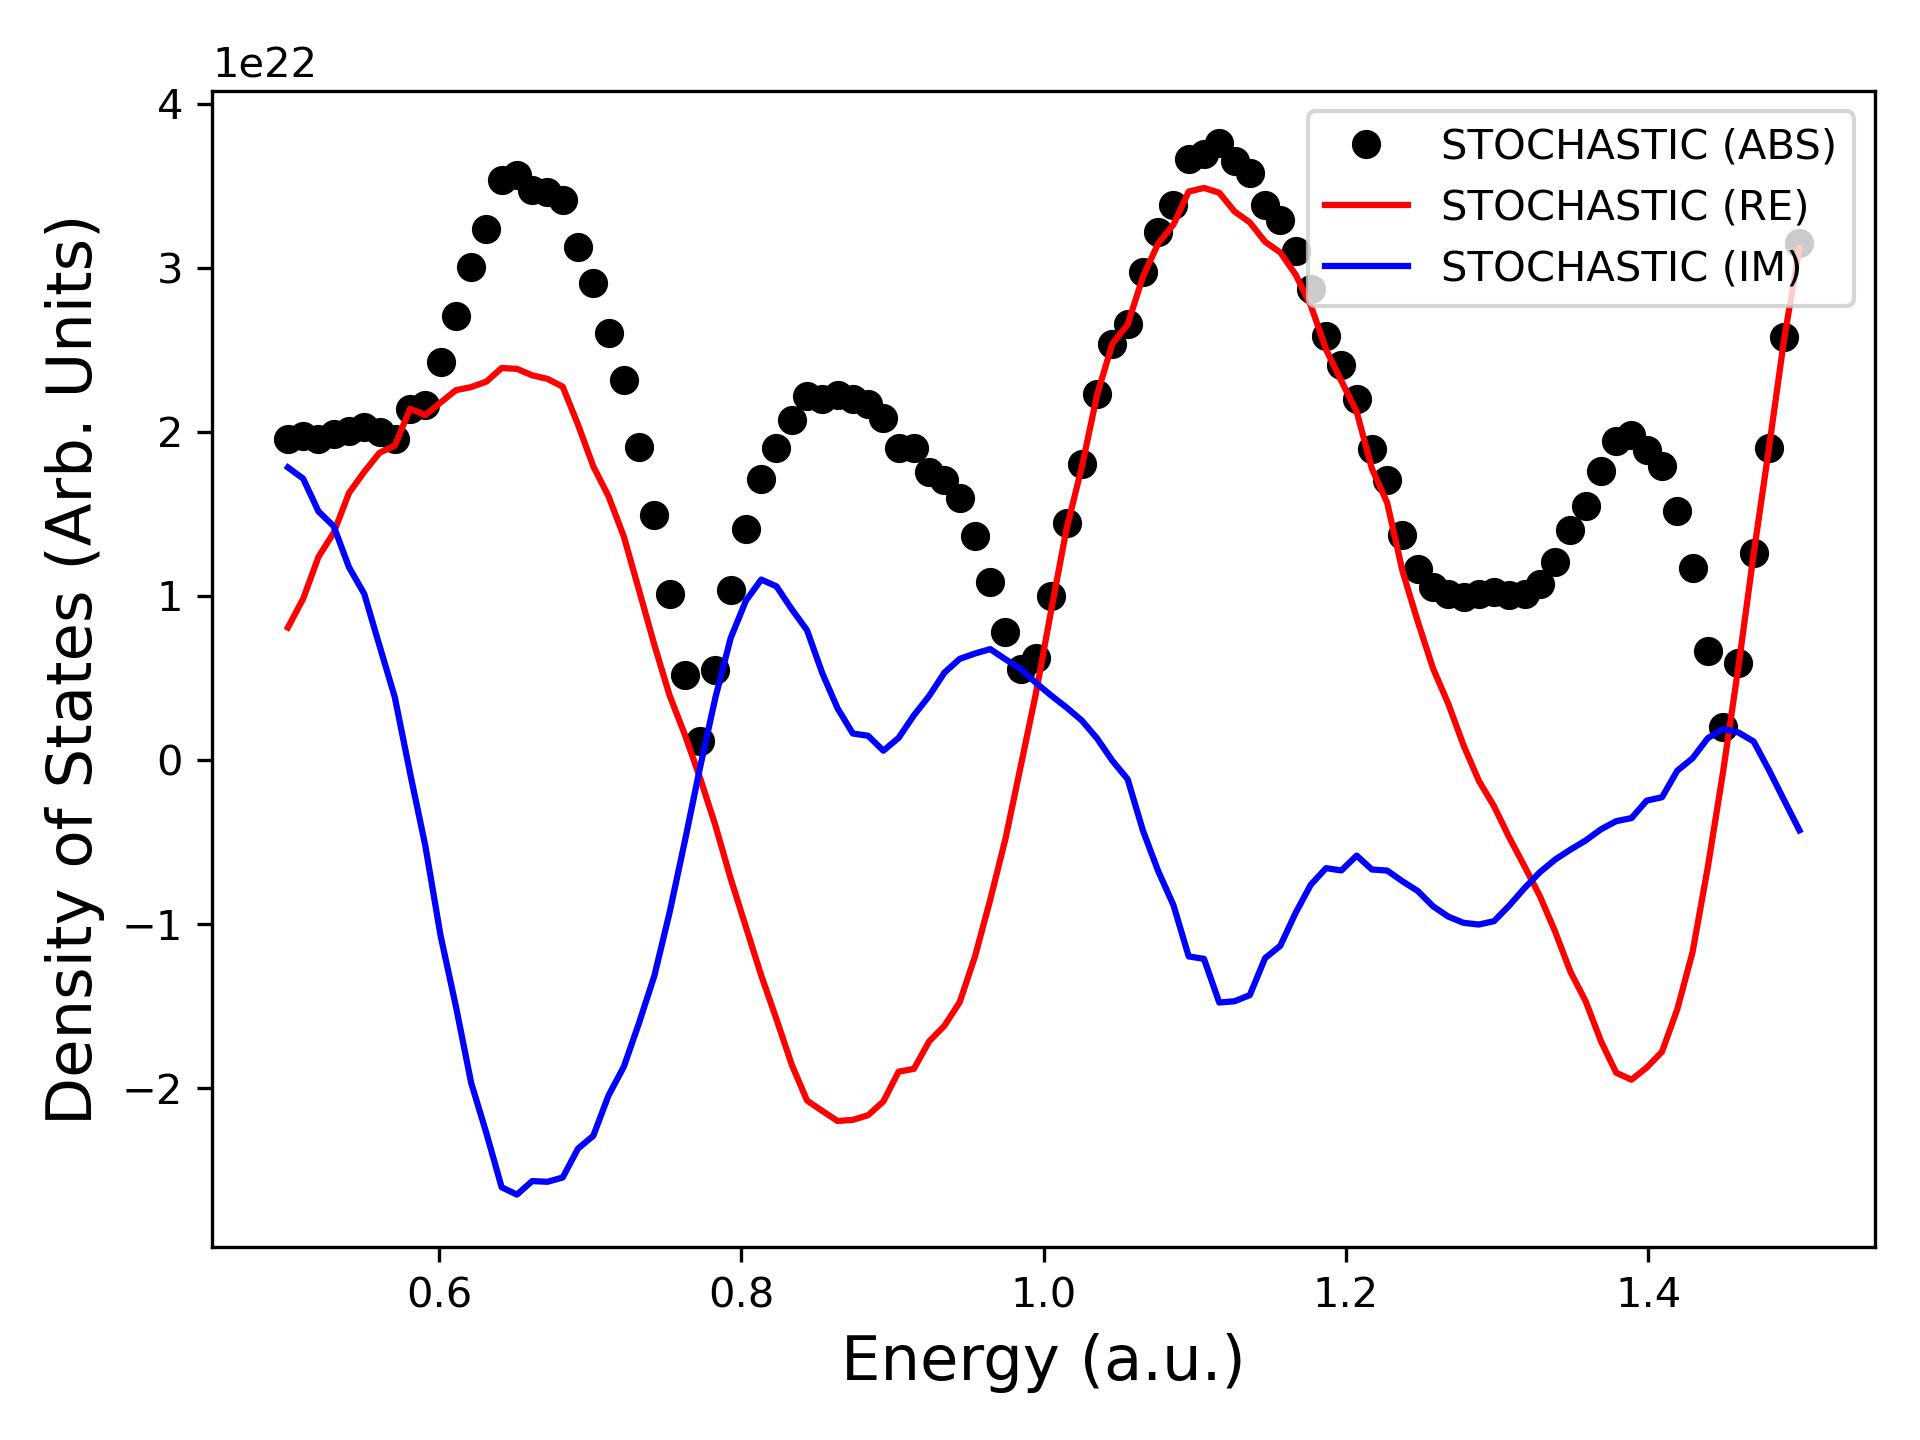 1e22
4
3
2
1
0
−1
−2
Density of States (Arb. Units)
STOCHASTIC (ABS)
STOCHASTIC (RE)
STOCHASTIC (IM)
0.6 0.8 1.0 1.2 1.4
Energy (a.u.)